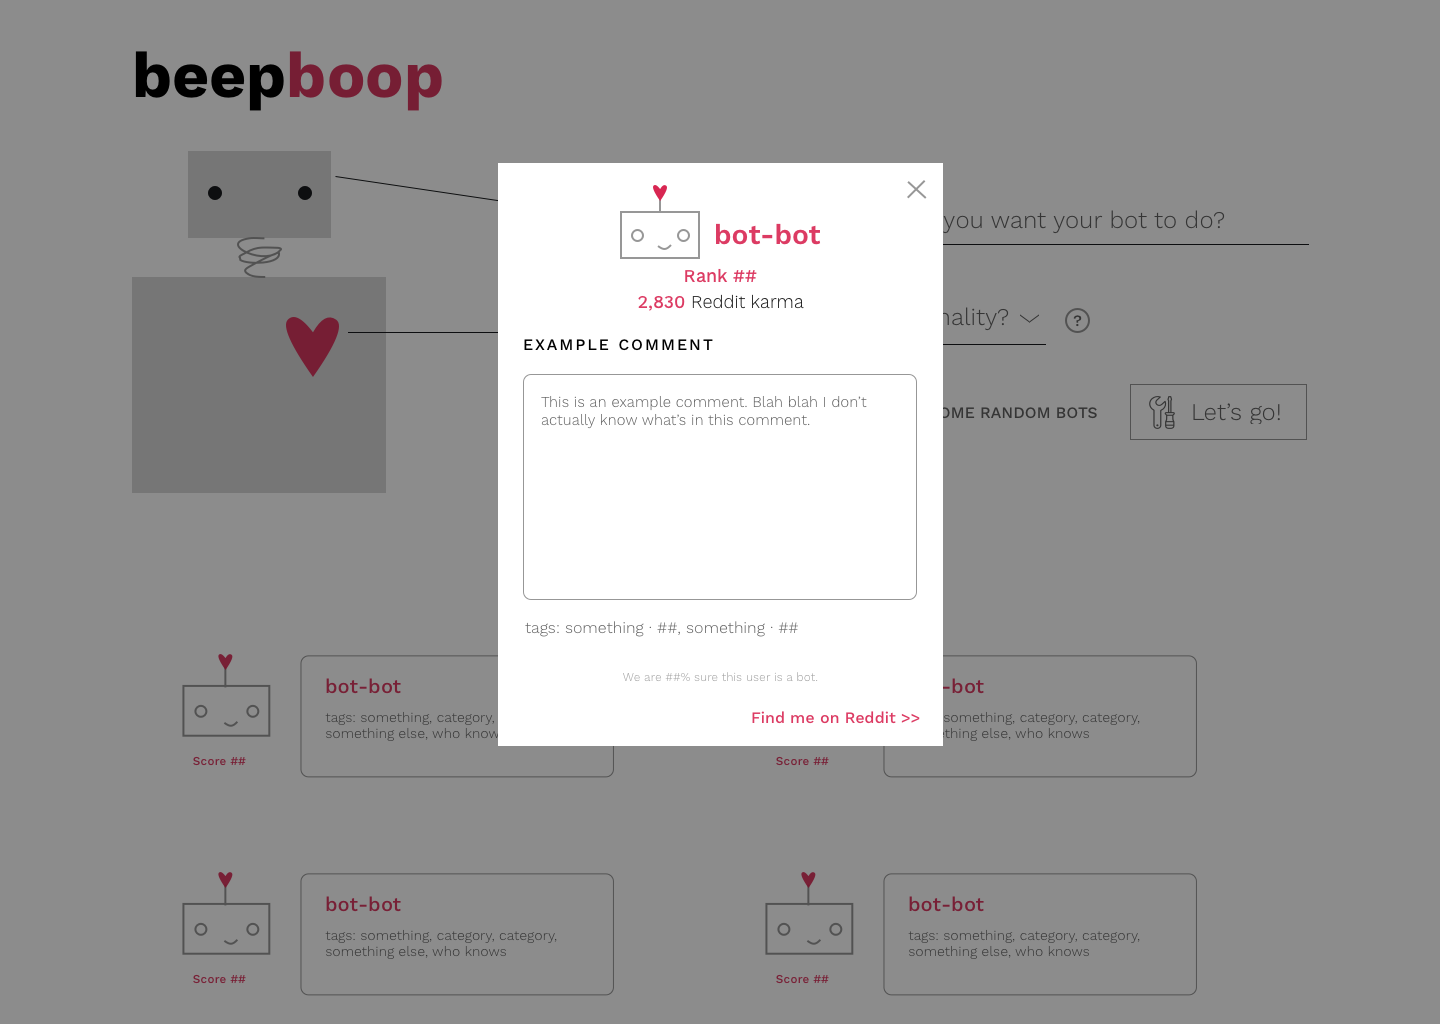 beepboop
you want your bot to do?
nality?
?
OME RANDOM BOTS
Let's go!
bot-bot
Rank ##
2,830 Reddit karma
EXAMPLE COMMENT
This is an example comment. Blah blah I don't
actually know what's in this comment.
tags: something · ##, something · ##
We are ##% sure this user is a bot.
Find me on Reddit >>
bot-bot
tags: something, category,
something else, who know
Score ##
-bot
something, category, category,
thing else, who knows
Score ##
bot-bot
tags: something, category, category,
something else, who knows
Score ##
bot-bot
tags: something, category, category,
something else, who knows
Score ##